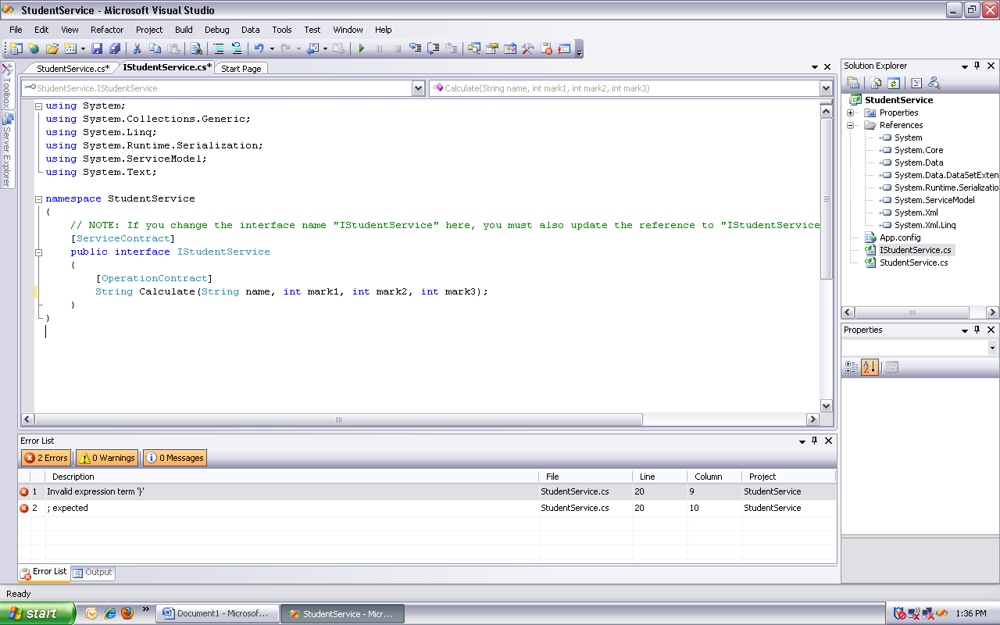 StudentService - Microsoft Visual Studio
File Edit View Refactor Project Build Debug Data Tools Test Window Help
StudentService.cs* IStudentService.cs* Start Page
StudentService.IStudentService Calculate(String name, int mark1, int mark2, int mark3)
Toolbox
Server Explorer
using System;
using System.Collections.Generic;
using System.Linq;
using System.Runtime.Serialization;
using System.ServiceModel;
using System.Text;
namespace StudentService
{
// NOTE: If you change the interface name "IStudentService" here, you must also update the reference to "IStudentService
[ServiceContract]
public interface IStudentService
{
[OperationContract]
String Calculate(String name, int mark1, int mark2, int mark3);
}
}
Solution Explorer
StudentService
Properties
References
System
System.Core
System.Data
System.Data.DataSetExten
System.Runtime.Serializatio
System.ServiceModel
System.Xml
System.Xml.Linq
App.config
IStudentService.cs
StudentService.cs
Properties
Error List
2 Errors 0 Warnings 0 Messages
Description File Line Column Project
1 Invalid expression term '}' StudentService.cs 20 9 StudentService
2 ; expected StudentService.cs 20 10 StudentService
Error List Output
Ready
start Document1 - Microsof... StudentService - Micr... 1:36 PM